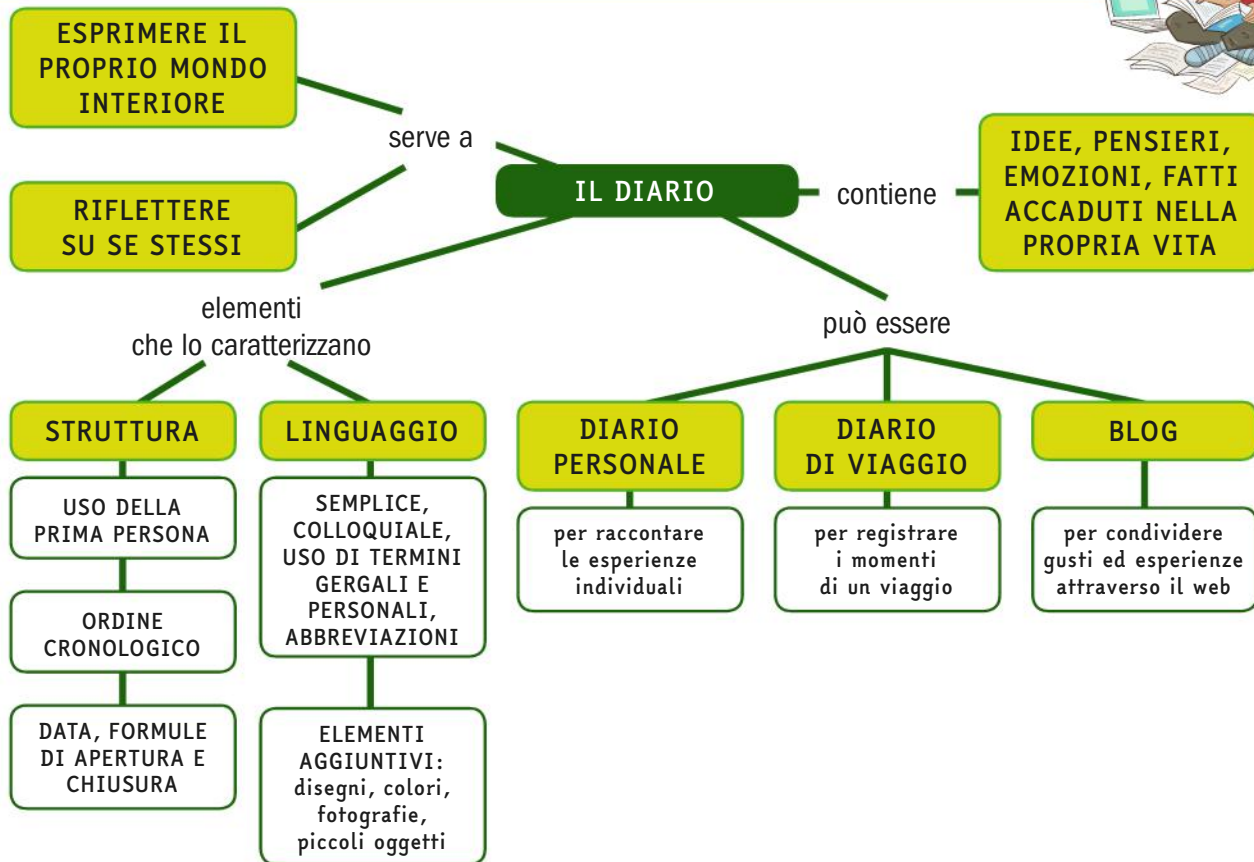 ESPRIMERE IL
PROPRIO MONDO
INTERIORE
serve a
RIFLETTERE
SU SE STESSI
IL DIARIO
contiene
IDEE, PENSIERI,
EMOZIONI, FATTI
ACCADUTI NELLA
PROPRIA VITA
elementi
che lo caratterizzano
può essere
STRUTTURA
USO DELLA
PRIMA PERSONA
ORDINE
CRONOLOGICO
DATA, FORMULE
DI APERTURA E
CHIUSURA
LINGUAGGIO
SEMPLICE,
COLLOQUIALE,
USO DI TERMINI
GERGALI E
PERSONALI,
ABBREVIAZIONI
ELEMENTI
AGGIUNTIVI:
disegni, colori,
fotografie,
piccoli oggetti
DIARIO
PERSONALE
per raccontare
le esperienze
individuali
DIARIO
DI VIAGGIO
per registrare
i momenti
di un viaggio
BLOG
per condividere
gusti ed esperienze
attraverso il web